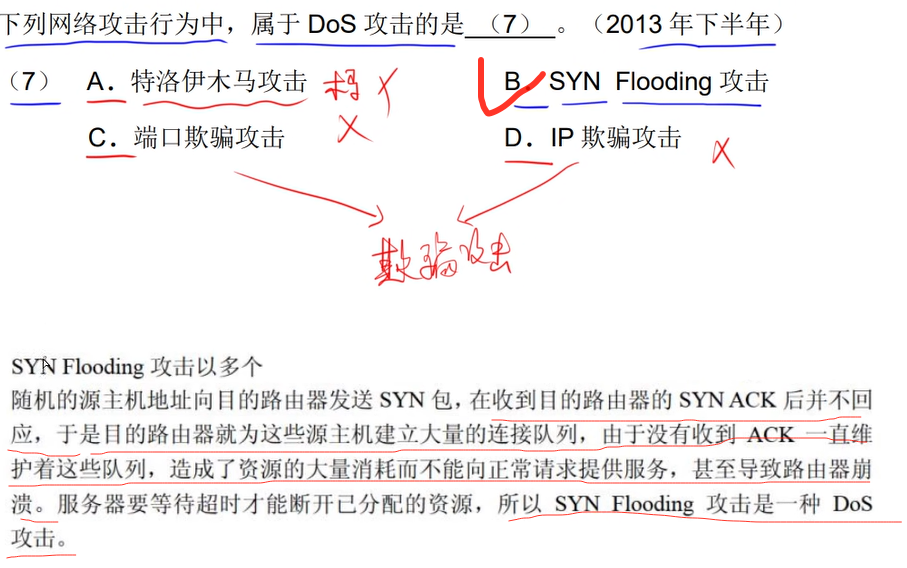 下列网络攻击行为中，属于 DoS 攻击的是 （7） 。（2013 年下半年）
（7） A．特洛伊木马攻击 B．SYN Flooding 攻击
C．端口欺骗攻击 D．IP 欺骗攻击
欺骗攻击
SYN Flooding 攻击以多个
随机的源主机地址向目的路由器发送 SYN 包，在收到目的路由器的 SYN ACK 后并不回
应，于是目的路由器就为这些源主机建立大量的连接队列，由于没有收到 ACK 一直维
护着这些队列，造成了资源的大量消耗而不能向正常请求提供服务，甚至导致路由器崩
溃。服务器要等待超时才能断开已分配的资源，所以 SYN Flooding 攻击是一种 DoS
攻击。